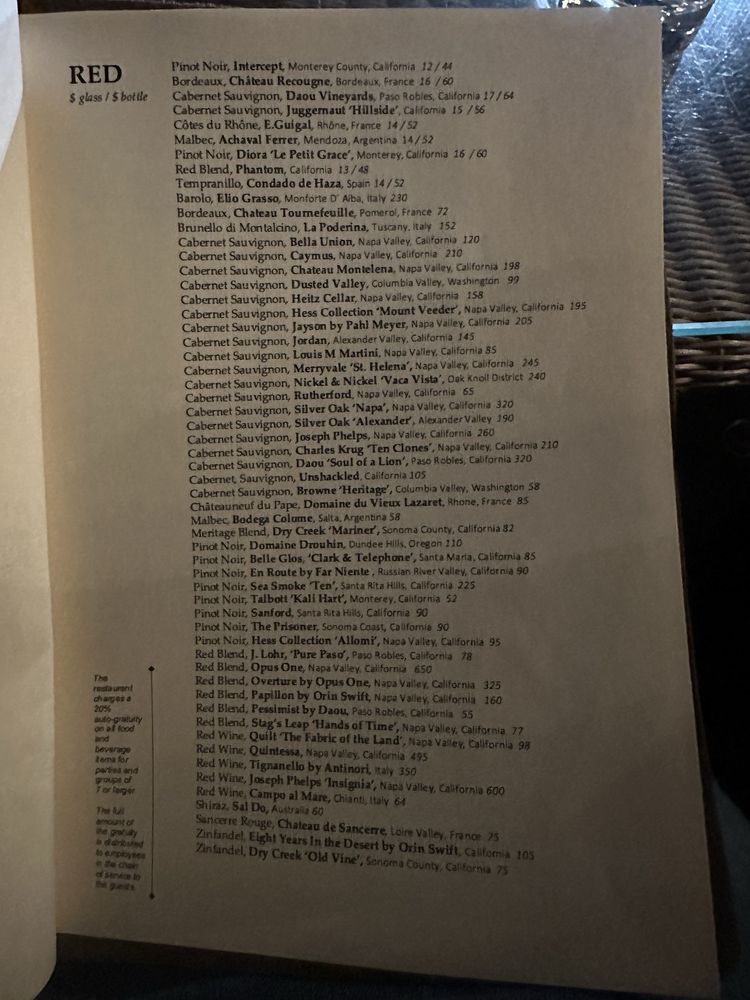 RED
$ glass / $ bottle
Pinot Noir, Intercept, Monterey County, California 12 / 44
Bordeaux, Château Recougne, Bordeaux, France 16 / 60
Cabernet Sauvignon, Daou Vineyards, Paso Robles, California 17 / 64
Cabernet Sauvignon, Juggernaut 'Hillside', California 15 / 56
Côtes du Rhône, E.Guigal, Rhône, France 14 / 52
Malbec, Achaval Ferrer, Mendoza, Argentina 14 / 52
Pinot Noir, Diora 'Le Petit Grace', Monterey, California 16 / 60
Red Blend, Phantom, California 13 / 48
Tempranillo, Condado de Haza, Spain 14 / 52
Barolo, Elio Grasso, Monforte D' Alba, Italy 230
Bordeaux, Chateau Tournefeuille, Pomerol, France 72
Brunello di Montalcino, La Poderina, Tuscany, Italy 152
Cabernet Sauvignon, Bella Union, Napa Valley, California 120
Cabernet Sauvignon, Caymus, Napa Valley, California 210
Cabernet Sauvignon, Chateau Montelena, Napa Valley, California 198
Cabernet Sauvignon, Dusted Valley, Columbia Valley, Washington 99
Cabernet Sauvignon, Heitz Cellar, Napa Valley, California 158
Cabernet Sauvignon, Hess Collection 'Mount Veeder', Napa Valley, California 195
Cabernet Sauvignon, Jayson by Pahl Meyer, Napa Valley, California 205
Cabernet Sauvignon, Jordan, Alexander Valley, California 145
Cabernet Sauvignon, Louis M Martini, Napa Valley, California 85
Cabernet Sauvignon, Merryvale 'St. Helena', Napa Valley, California 245
Cabernet Sauvignon, Nickel & Nickel 'Vaca Vista', Oak Knoll District 240
Cabernet Sauvignon, Rutherford, Napa Valley, California 65
Cabernet Sauvignon, Silver Oak 'Napa', Napa Valley, California 320
Cabernet Sauvignon, Silver Oak 'Alexander', Alexander Valley 190
Cabernet Sauvignon, Joseph Phelps, Napa Valley, California 260
Cabernet Sauvignon, Charles Krug 'Ten Clones', Napa Valley, California 210
Cabernet Sauvignon, Daou 'Soul of a Lion', Paso Robles, California 320
Cabernet, Sauvignon, Unshackled, California 105
Cabernet Sauvignon, Browne 'Heritage', Columbia Valley, Washington 58
Châteauneuf du Pape, Domaine du Vieux Lazaret, Rhone, France 85
Malbec, Bodega Colume, Salta, Argentina 58
Meritage Blend, Dry Creek 'Mariner', Sonoma County, California 82
Pinot Noir, Domaine Drouhin, Dundee Hills, Oregon 110
Pinot Noir, Belle Glos, 'Clark & Telephone', Santa Maria, California 85
Pinot Noir, En Route by Far Niente , Russian River Valley, California 90
Pinot Noir, Sea Smoke 'Ten', Santa Rita Hills, California 225
Pinot Noir, Talbott 'Kali Hart', Monterey, California 52
Pinot Noir, Sanford, Santa Rita Hills, California 90
Pinot Noir, The Prisoner, Sonoma Coast, California 90
Pinot Noir, Hess Collection 'Allomi', Napa Valley, California 95
Red Blend, J. Lohr, 'Pure Paso', Paso Robles, California 78
Red Blend, Opus One, Napa Valley, California 650
Red Blend, Overture by Opus One, Napa Valley, California 325
Red Blend, Papillon by Orin Swift, Napa Valley, California 160
Red Blend, Pessimist by Daou, Paso Robles, California 55
Red Blend, Stag's Leap 'Hands of Time', Napa Valley, California 77
Red Wine, Quilt 'The Fabric of the Land', Napa Valley, California 98
Red Wine, Quintessa, Napa Valley, California 495
Red Wine, Tignanello by Antinori, Italy 350
Red Wine, Joseph Phelps 'Insignia', Napa Valley, California 600
Red Wine, Campo al Mare, Chianti, Italy 64
Shiraz, Sal Do, Australia 60
Sancerre Rouge, Chateau de Sancerre, Loire Valley, France 75
Zinfandel, Eight Years In the Desert by Orin Swift, California 105
Zinfandel, Dry Creek 'Old Vine', Sonoma County, California 75
The
restaurant
charges a
20%
auto-gratuity
on all food
and
beverage
items for
parties and
groups of
7 or larger.
The full
amount of
the gratuity
is distributed
to employees
in the chain
of service to
the guests.